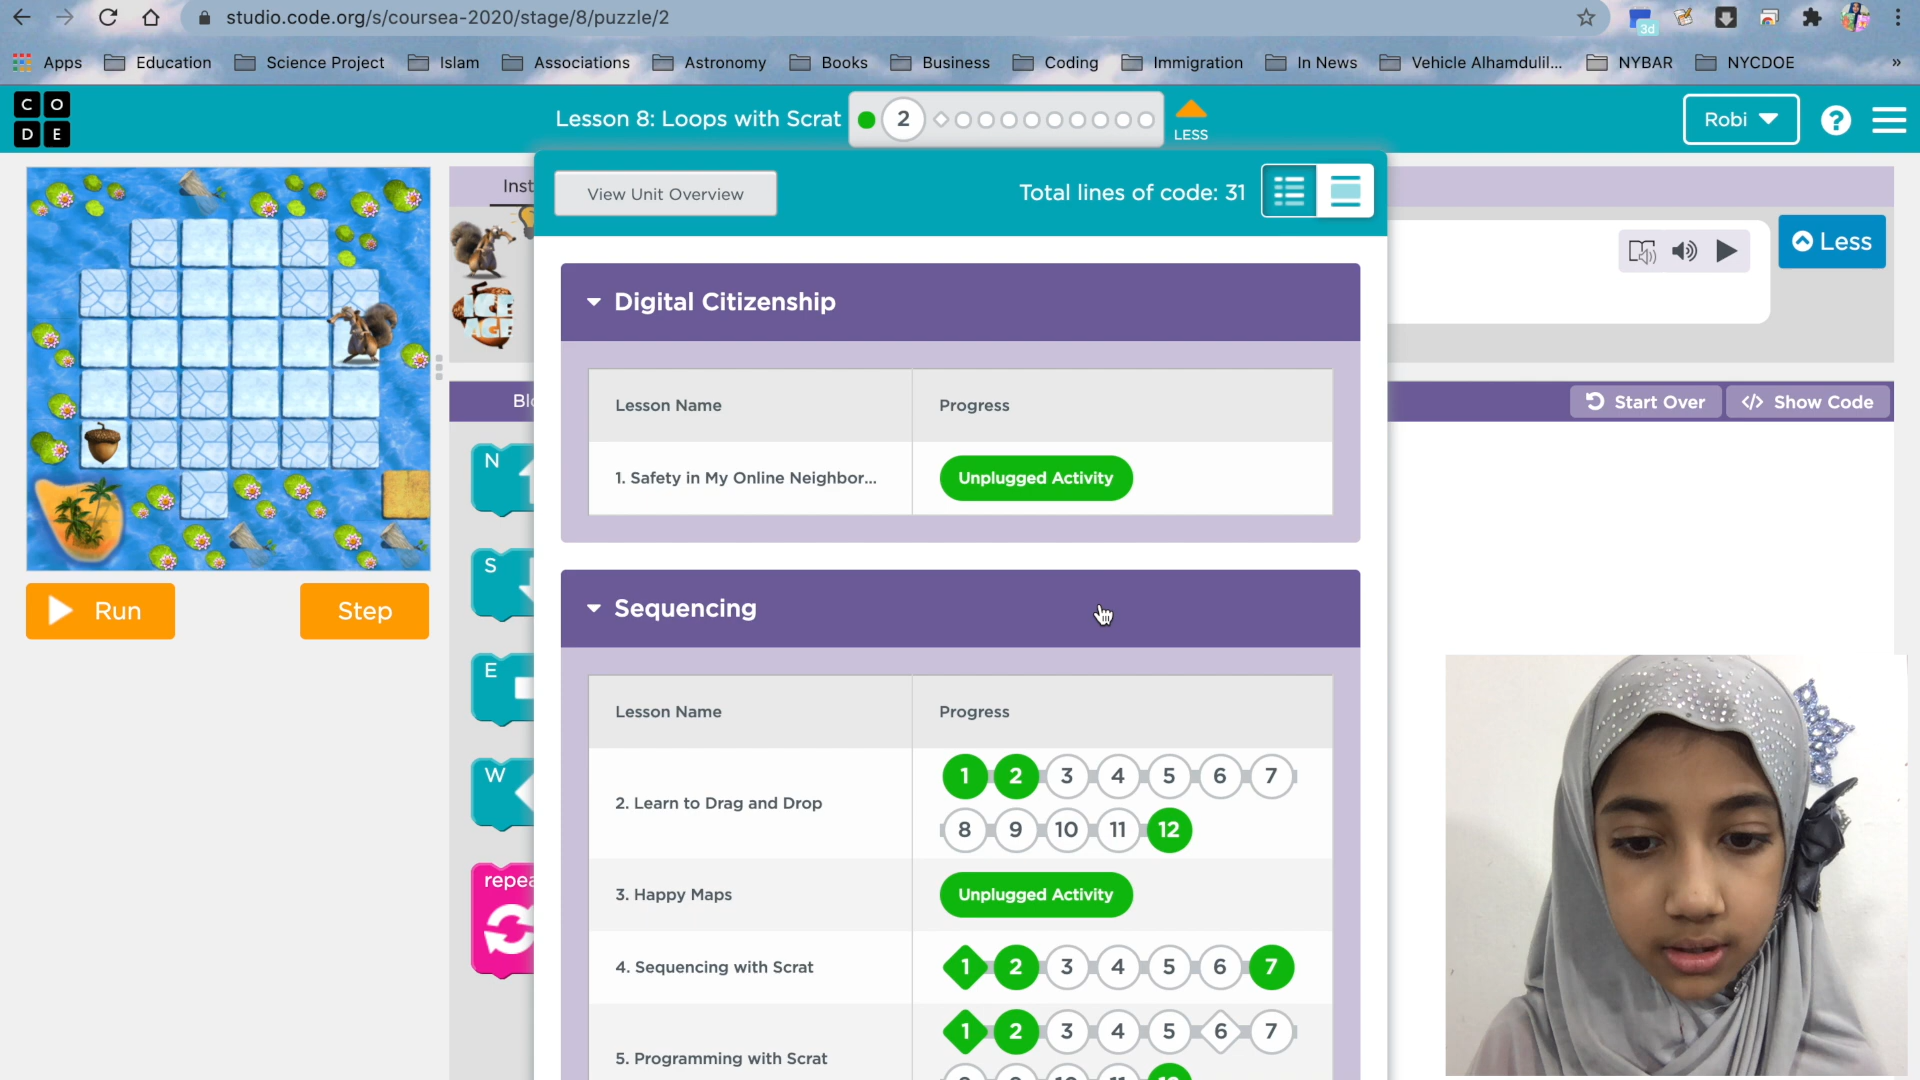 studio.code.org/s/coursea-2020/stage/8/puzzle/2
3d
Apps Education Science Project Islam Associations Astronomy Books Business Coding Immigration In News Vehicle Alhamdulil... NYBAR NYCDOE »
C O
D E
Lesson 8: Loops with Scrat 2 LESS
Robi ?
View Unit Overview Total lines of code: 31
Inst
ICE
AGE
Less
Digital Citizenship
Lesson Name Progress
1. Safety in My Online Neighbor... Unplugged Activity
Start Over </> Show Code
Run Step
N
S
E
W
Sequencing
Lesson Name Progress
2. Learn to Drag and Drop
1 2 3 4 5 6 7
8 9 10 11 12
3. Happy Maps Unplugged Activity
4. Sequencing with Scrat 1 2 3 4 5 6 7
5. Programming with Scrat 1 2 3 4 5 6 7